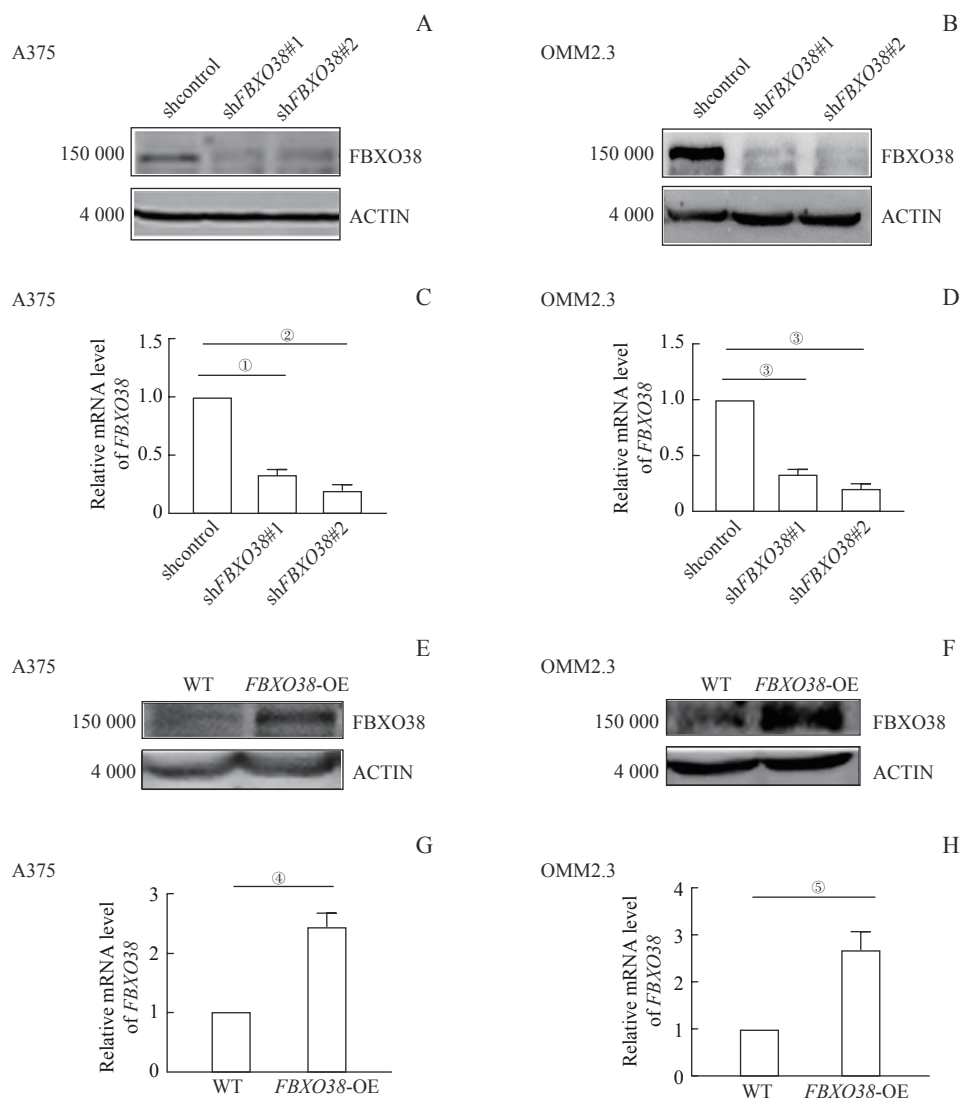 A
A375
shcontrol
shFBXO38#1
shFBXO38#2
150 000
FBXO38
4 000
ACTIN
B
OMM2.3
shcontrol
shFBXO38#1
shFBXO38#2
150 000
FBXO38
4 000
ACTIN
C
A375
Relative mRNA level
of FBXO38
1.5
1.0
0.5
0
②
①
shcontrol
shFBXO38#1
shFBXO38#2
D
OMM2.3
Relative mRNA level
of FBXO38
1.5
1.0
0.5
0
③
③
shcontrol
shFBXO38#1
shFBXO38#2
E
A375
WT FBXO38-OE
150 000
FBXO38
4 000
ACTIN
F
OMM2.3
WT FBXO38-OE
150 000
FBXO38
4 000
ACTIN
G
A375
Relative mRNA level
of FBXO38
3
2
1
0
④
WT FBXO38-OE
H
OMM2.3
Relative mRNA level
of FBXO38
4
3
2
1
0
⑤
WT FBXO38-OE